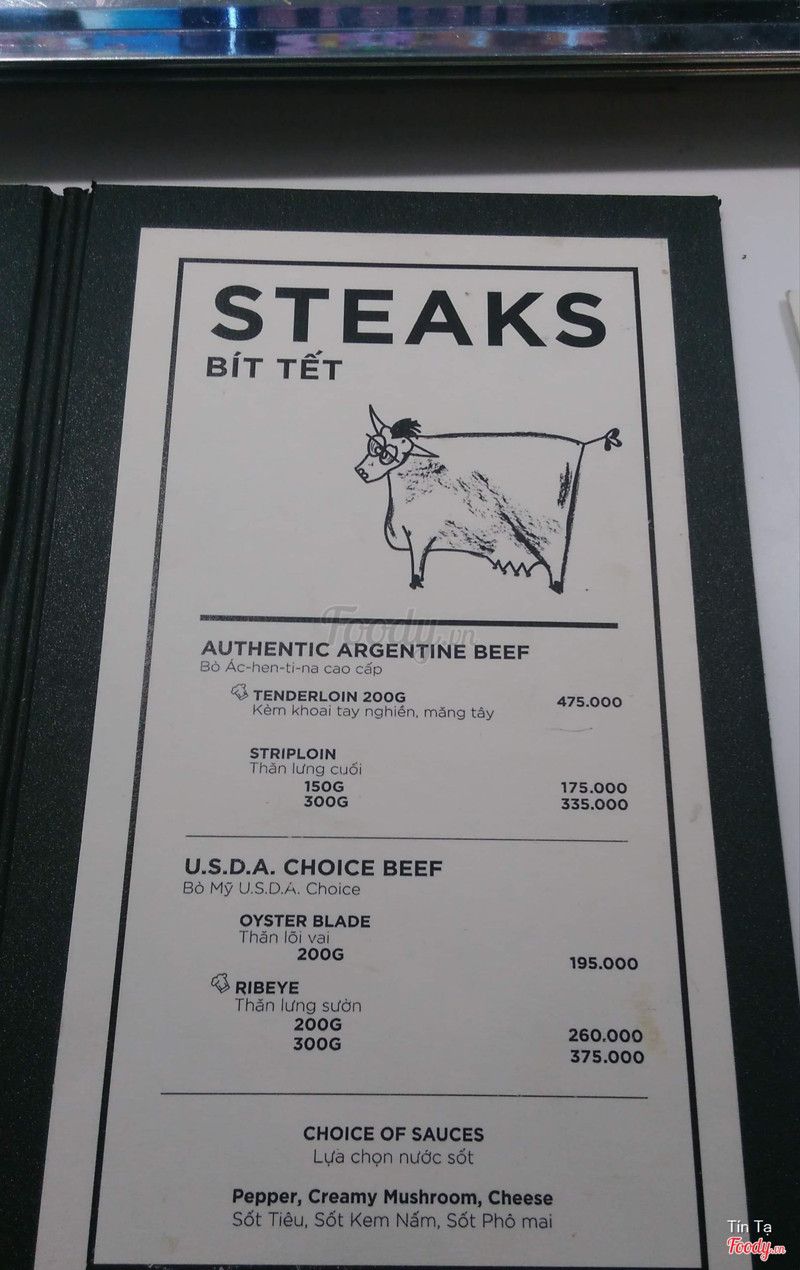 STEAKS
BÍT TẾT
Foody.vn
AUTHENTIC ARGENTINE BEEF
Bò Ác-hen-ti-na cao cấp
TENDERLOIN 200G 475.000
Kèm khoai tay nghiền, măng tây
STRIPLOIN
Thăn lưng cuối
150G 175.000
300G 335.000
U.S.D.A. CHOICE BEEF
Bò Mỹ U.S.D.A. Choice
OYSTER BLADE
Thăn lõi vai
200G 195.000
RIBEYE
Thăn lưng sườn
200G 260.000
300G 375.000
CHOICE OF SAUCES
Lựa chọn nước sốt
Pepper, Creamy Mushroom, Cheese
Sốt Tiêu, Sốt Kem Nấm, Sốt Phô mai
Tín Tạ
Foody.vn